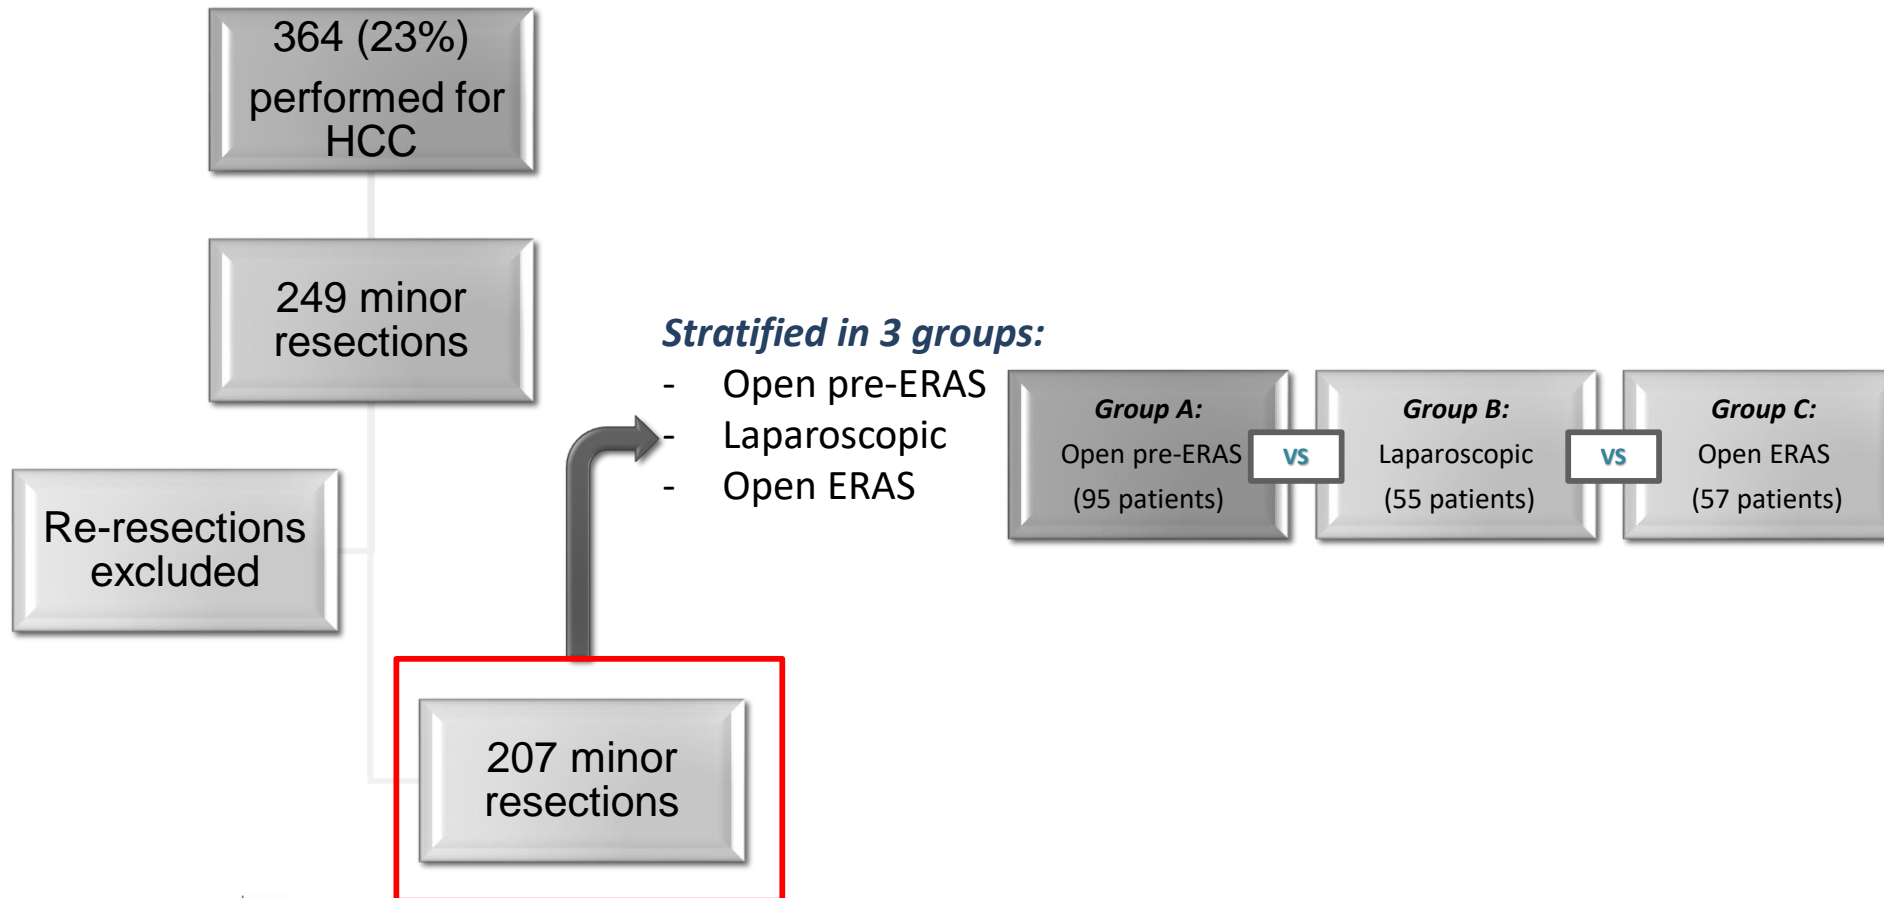 364 (23%)
performed for
HCC
249 minor
resections
Re-resections
excluded
207 minor
resections
Stratified in 3 groups:
- Open pre-ERAS
- Laparoscopic
- Open ERAS
Group A:
Open pre-ERAS
(95 patients)
VS
Group B:
Laparoscopic
(55 patients)
VS
Group C:
Open ERAS
(57 patients)